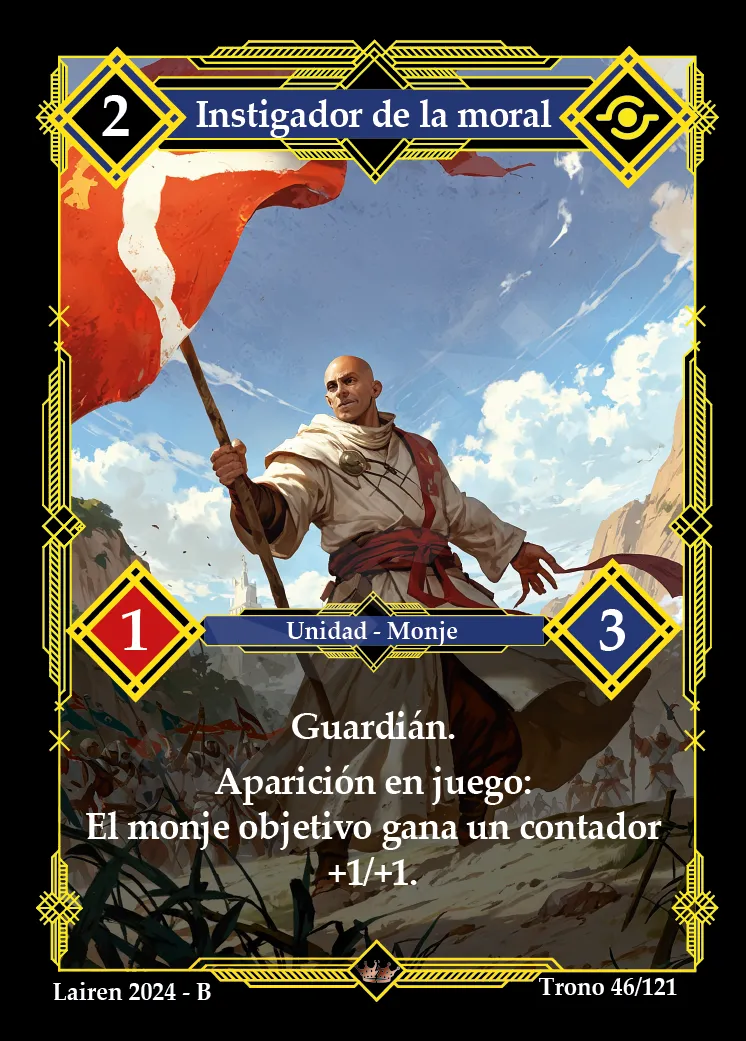 2
Instigador de la moral
1
Unidad - Monje
3
Guardián.
Aparición en juego:
El monje objetivo gana un contador
+1/+1.
Lairen 2024 - B
Trono 46/121